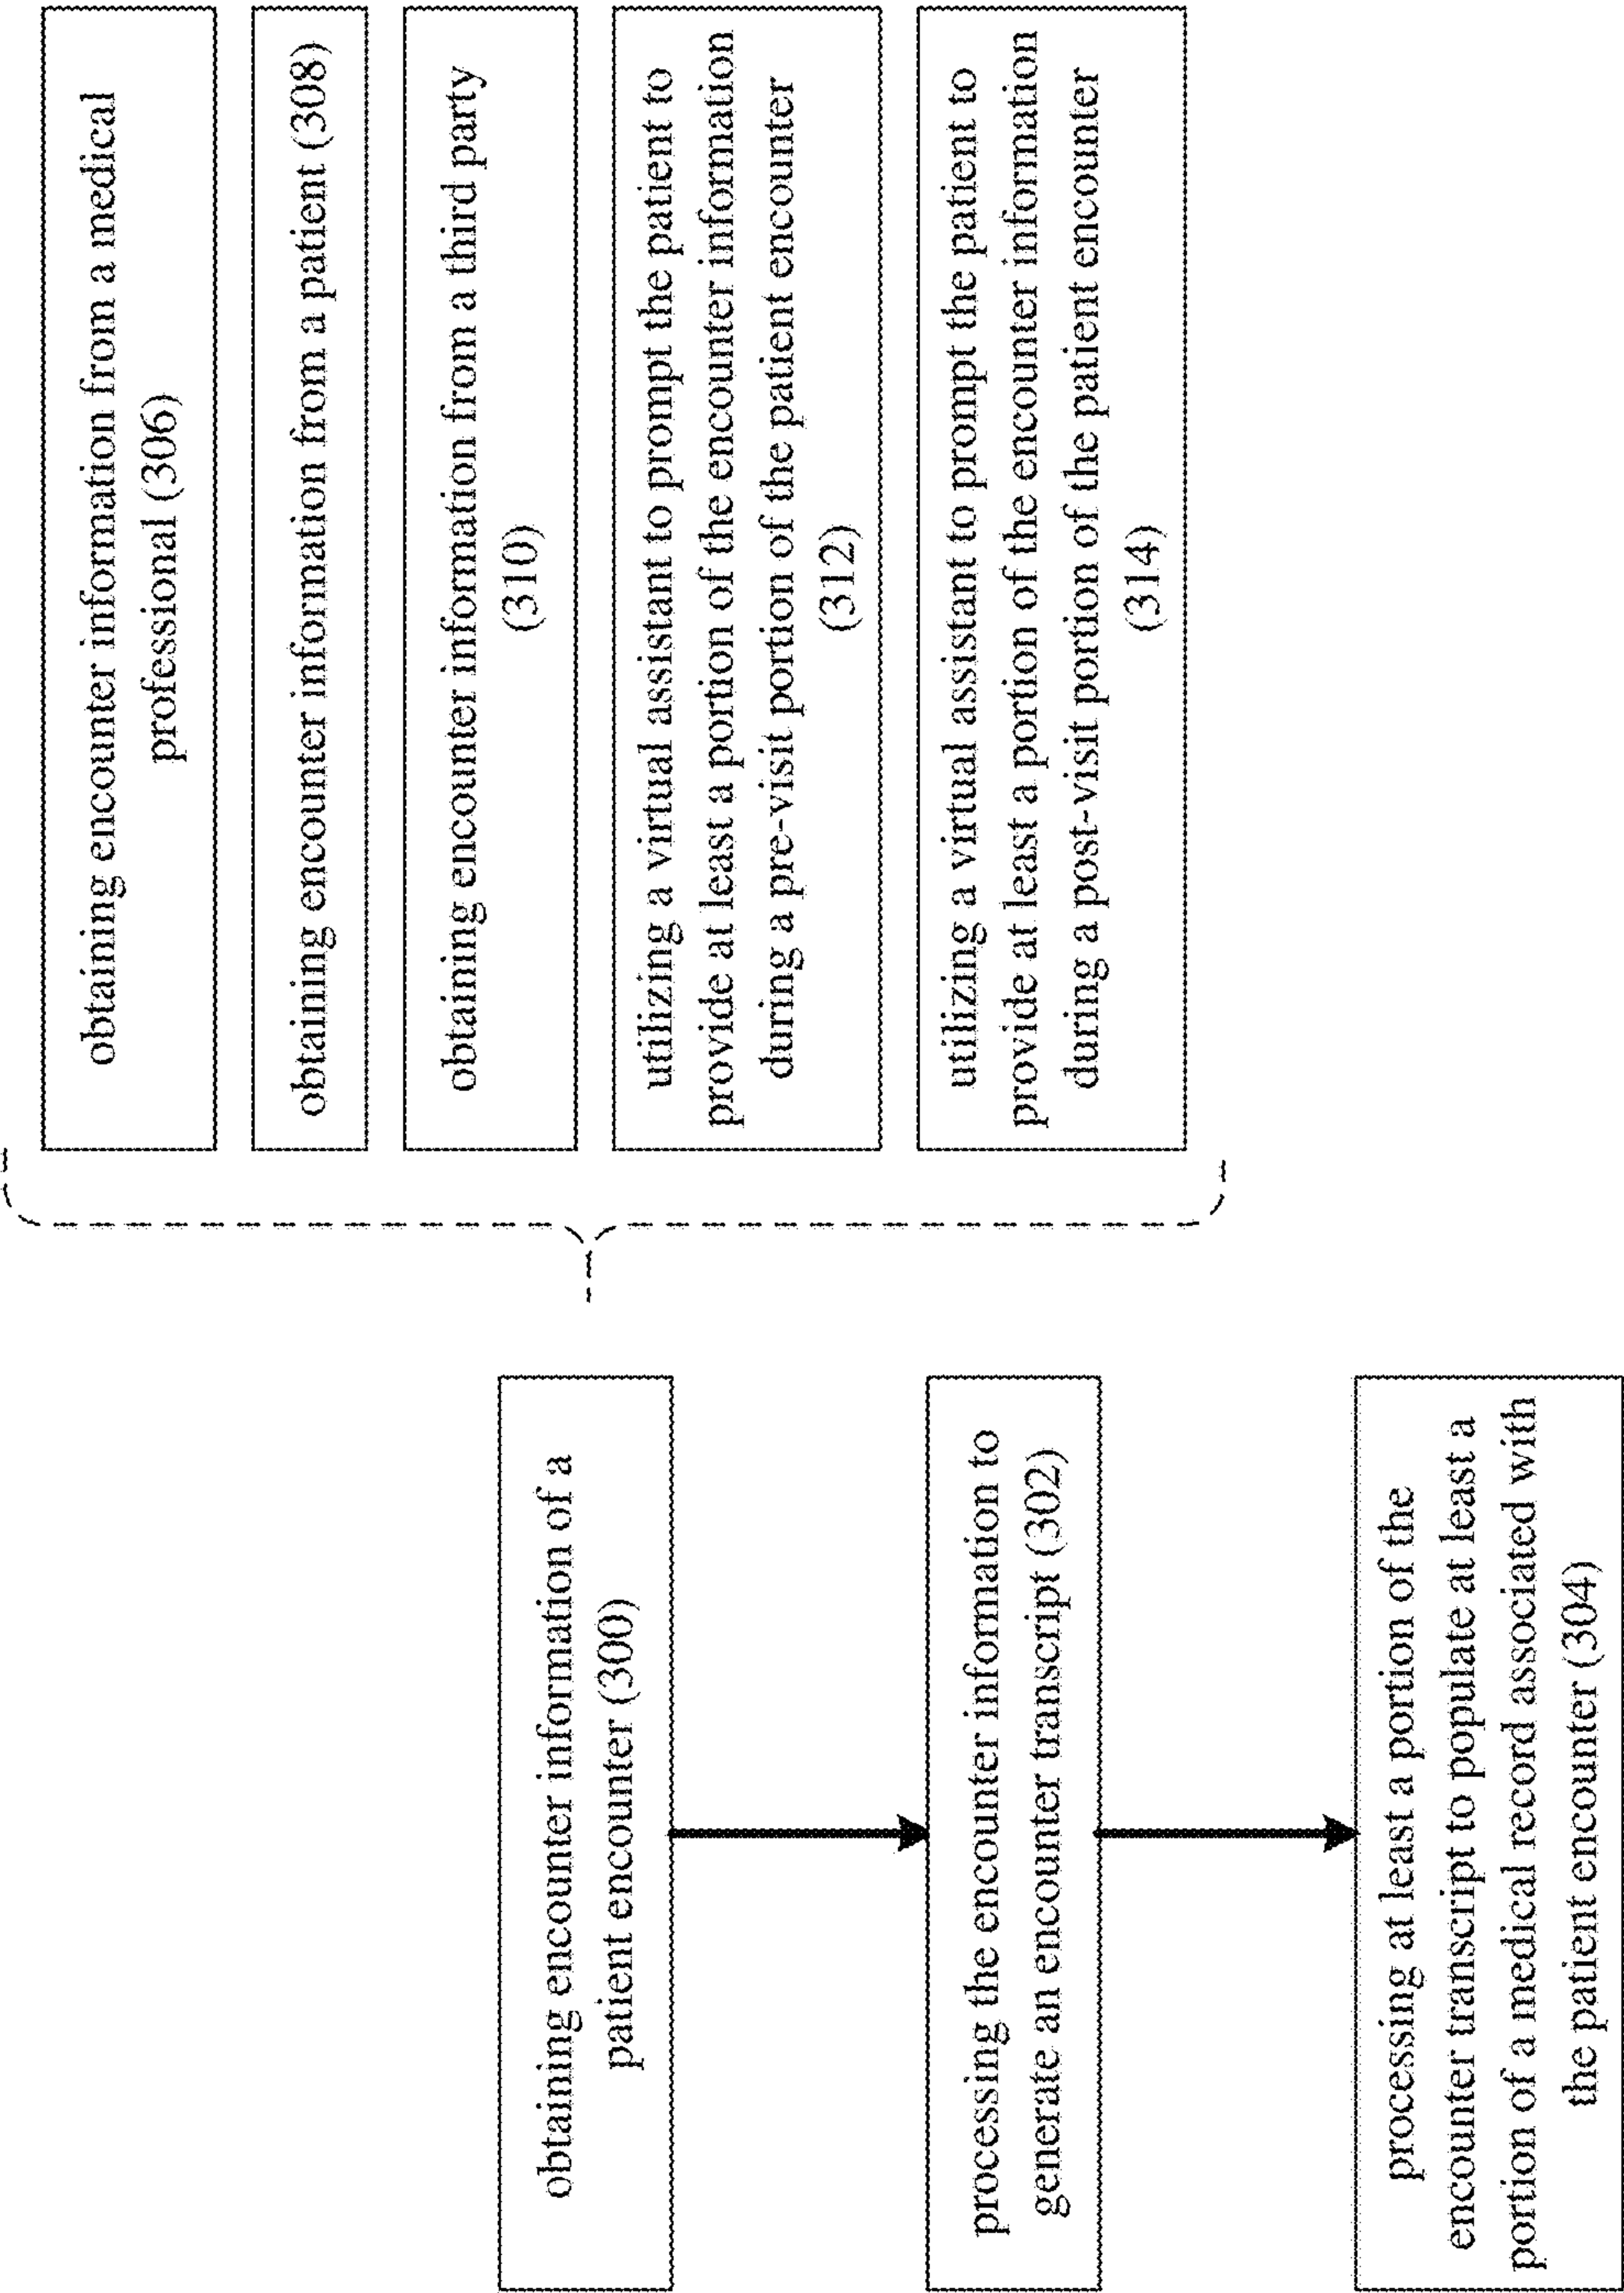 obtaining encounter information of a
patient encounter (300)
processing the encounter information to
generate an encounter transcript (302)
processing at least a portion of the
encounter transcript to populate at least a
portion of a medical record associated with
the patient encounter (304)
obtaining encounter information from a medical
professional (306)
obtaining encounter information from a patient (308)
obtaining encounter information from a third party
(310)
utilizing a virtual assistant to prompt the patient to
provide at least a portion of the encounter information
during a pre-visit portion of the patient encounter
(312)
utilizing a virtual assistant to prompt the patient to
provide at least a portion of the encounter information
during a post-visit portion of the patient encounter
(314)